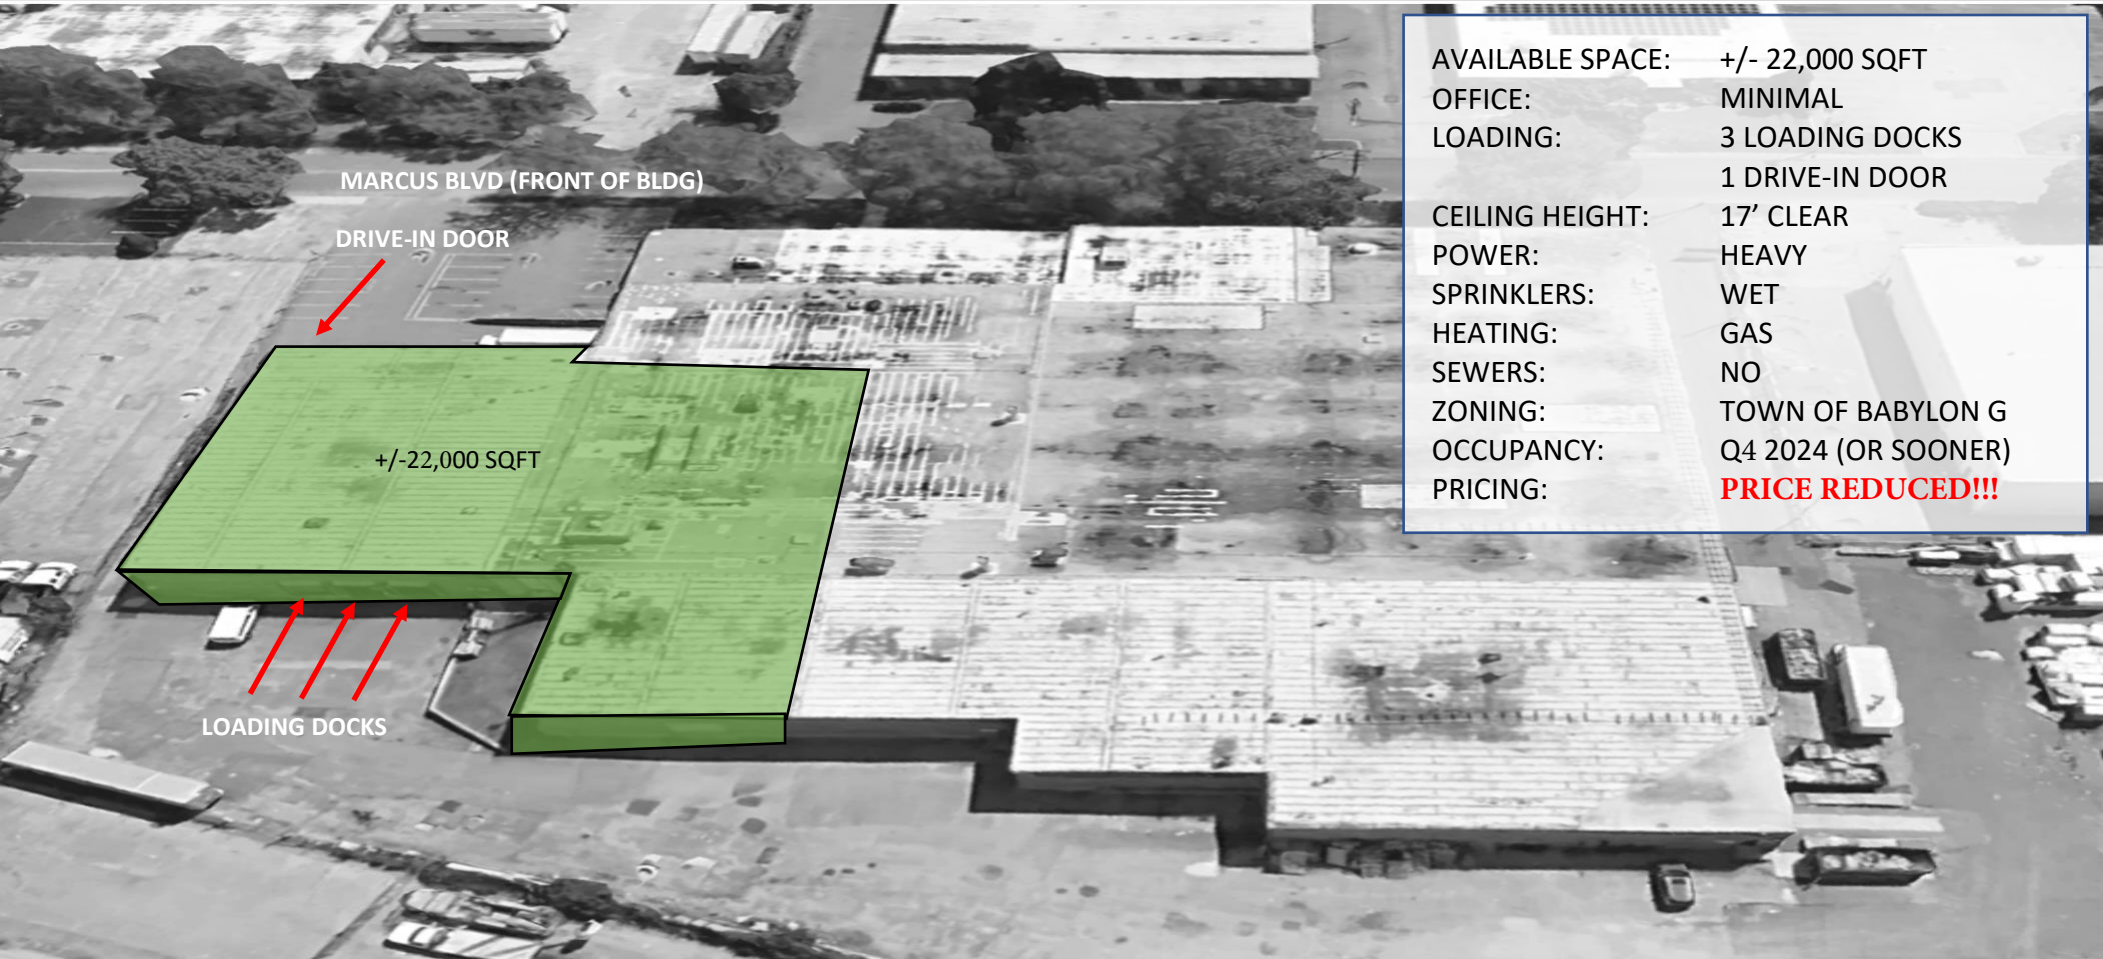 AVAILABLE SPACE: +/- 22,000 SQFT
OFFICE: MINIMAL
LOADING: 3 LOADING DOCKS
1 DRIVE-IN DOOR
CEILING HEIGHT: 17’ CLEAR
POWER: HEAVY
SPRINKLERS: WET
HEATING: GAS
SEWERS: NO
ZONING: TOWN OF BABYLON G
OCCUPANCY: Q4 2024 (OR SOONER)
PRICING: PRICE REDUCED!!!
MARCUS BLVD (FRONT OF BLDG)
DRIVE-IN DOOR
+/-22,000 SQFT
LOADING DOCKS